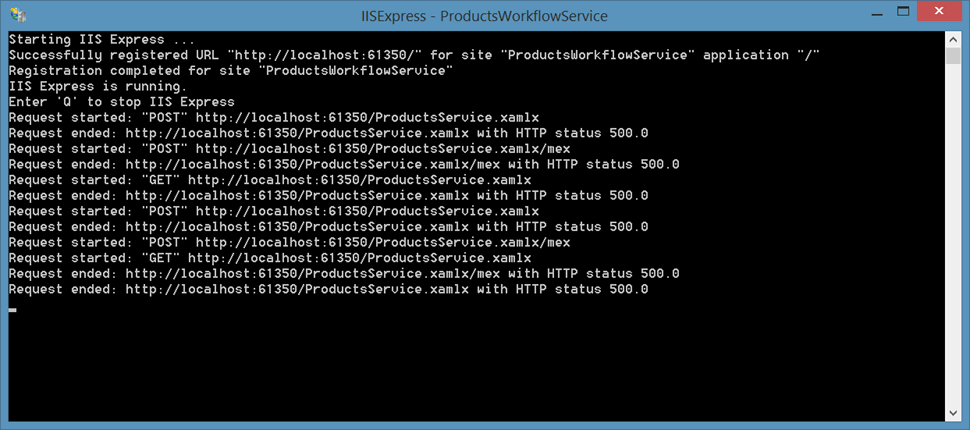 IISExpress - ProductsWorkflowService
Starting IIS Express ...
Successfully registered URL "http://localhost:61350/" for site "ProductsWorkflowService" application "/"
Registration completed for site "ProductsWorkflowService"
IIS Express is running.
Enter 'Q' to stop IIS Express
Request started: "POST" http://localhost:61350/ProductsService.xamlx
Request ended: http://localhost:61350/ProductsService.xamlx with HTTP status 500.0
Request started: "POST" http://localhost:61350/ProductsService.xamlx/mex
Request ended: http://localhost:61350/ProductsService.xamlx/mex with HTTP status 500.0
Request started: "GET" http://localhost:61350/ProductsService.xamlx
Request ended: http://localhost:61350/ProductsService.xamlx with HTTP status 500.0
Request started: "POST" http://localhost:61350/ProductsService.xamlx
Request ended: http://localhost:61350/ProductsService.xamlx with HTTP status 500.0
Request started: "POST" http://localhost:61350/ProductsService.xamlx/mex
Request started: "GET" http://localhost:61350/ProductsService.xamlx
Request ended: http://localhost:61350/ProductsService.xamlx/mex with HTTP status 500.0
Request ended: http://localhost:61350/ProductsService.xamlx with HTTP status 500.0